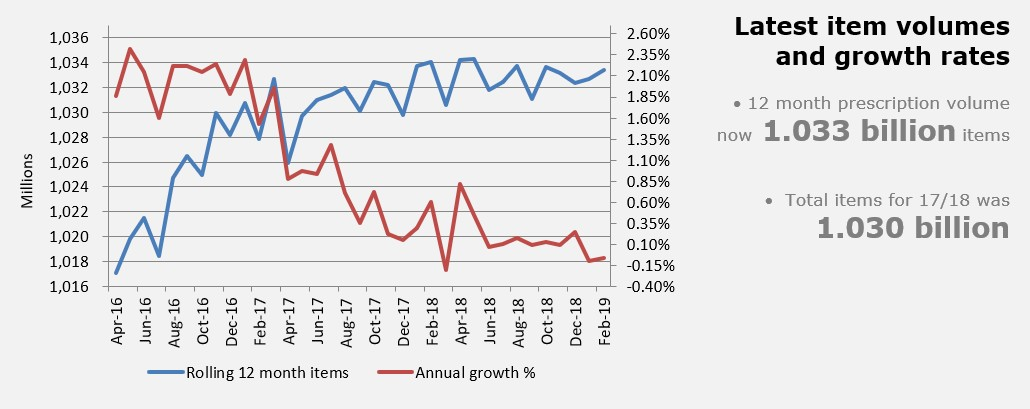 Latest item volumes
and growth rates
• 12 month prescription volume
now 1.033 billion items
• Total items for 17/18 was
1.030 billion
Millions
1,036
1,034
1,032
1,030
1,028
1,026
1,024
1,022
1,020
1,018
1,016
2.60%
2.35%
2.10%
1.85%
1.60%
1.35%
1.10%
0.85%
0.60%
0.35%
0.10%
-0.15%
-0.40%
Apr-16
Jun-16
Aug-16
Oct-16
Dec-16
Feb-17
Apr-17
Jun-17
Aug-17
Oct-17
Dec-17
Feb-18
Apr-18
Jun-18
Aug-18
Oct-18
Dec-18
Feb-19
Rolling 12 month items
Annual growth %